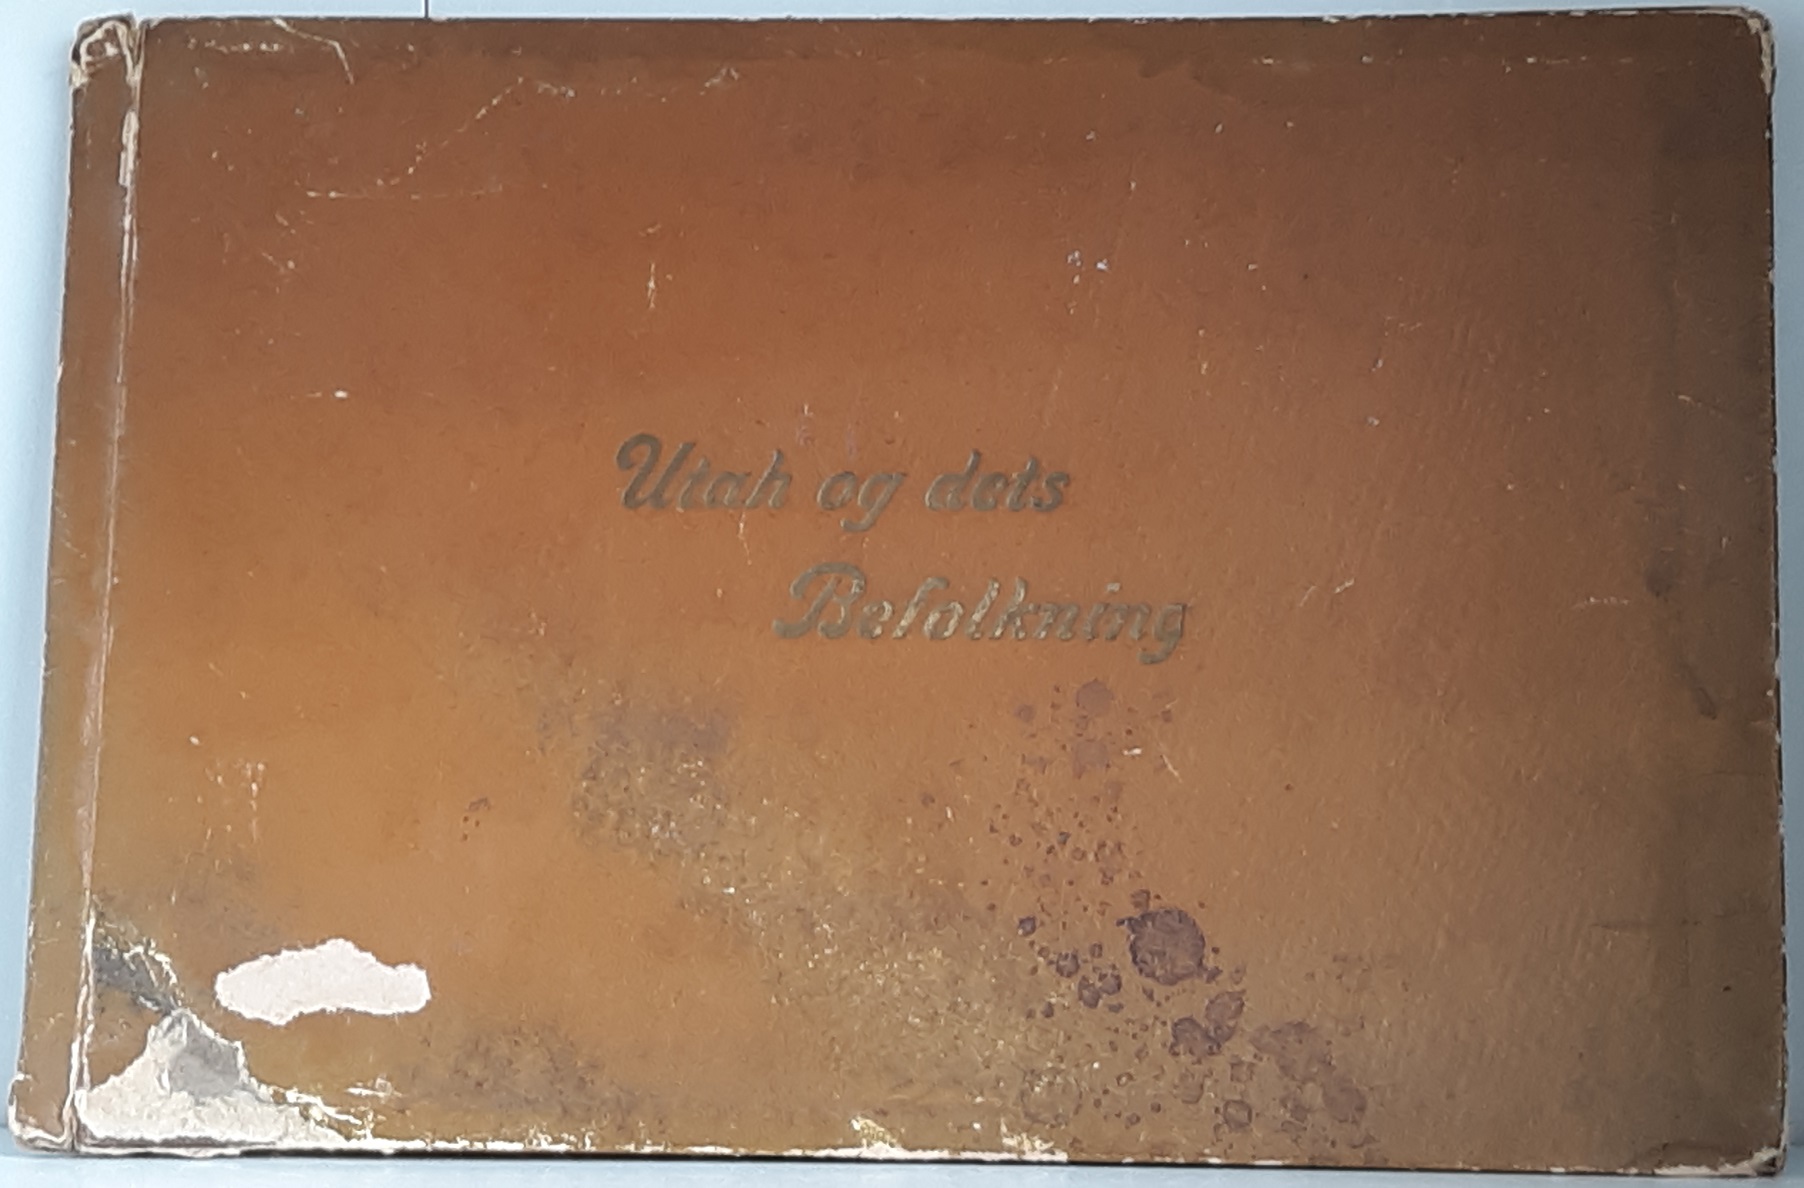 Utah og dets
Befolkning